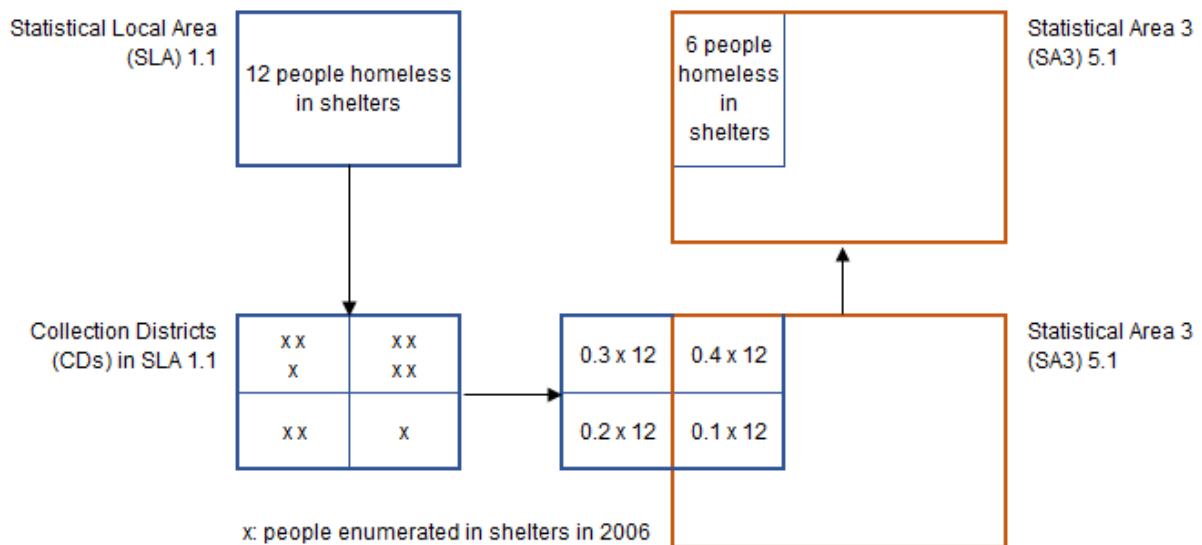 Statistical Local Area
(SLA) 1.1
12 people homeless
in shelters
6 people
homeless
in
shelters
Statistical Area 3
(SA3) 5.1
Collection Districts
(CDs) in SLA 1.1
x x
x
x x
x x
x x
x
0.3 x 12
0.4 x 12
0.2 x 12
0.1 x 12
Statistical Area 3
(SA3) 5.1
x: people enumerated in shelters in 2006